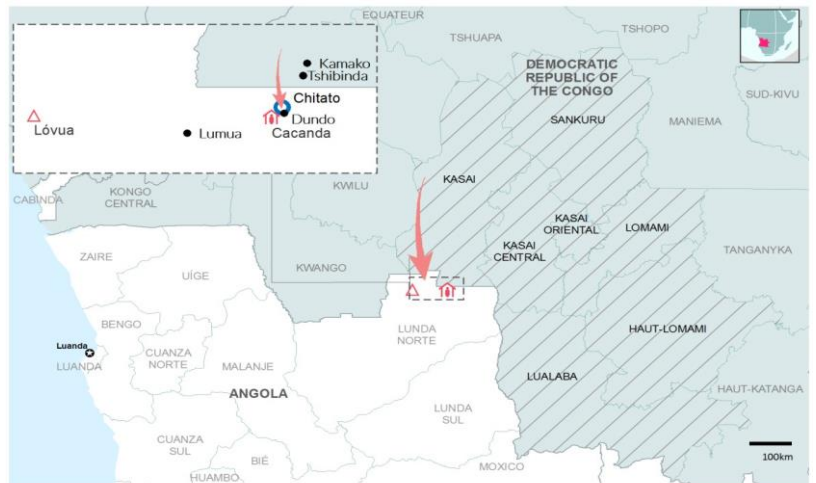 EQUATEUR
TSHUAPA
TSHOPO
DEMOCRATIC
REPUBLIC OF
THE CONGO
SUD-KIVU
Kamako
Tshibinda
Chitato
Dundo
Cacanda
Lóvua
Lumua
SANKURU
MANIEMA
KASAI
KWILU
CABINDA
KONGO
CENTRAL
KASAI
ORIENTAL
LOMAMI
KASAI
CENTRAL
TANGANYIKA
ZAIRE
UÍGE
KWANGO
BENGO
LUNDA
NORTE
HAUT-LOMAMI
Luanda
LUANDA
CUANZA
NORTE
MALANJE
LUALABA
HAUT-KATANGA
ANGOLA
LUNDA
SUL
CUANZA
SUL
BIÉ
MOXICO
HUAMBO
100km